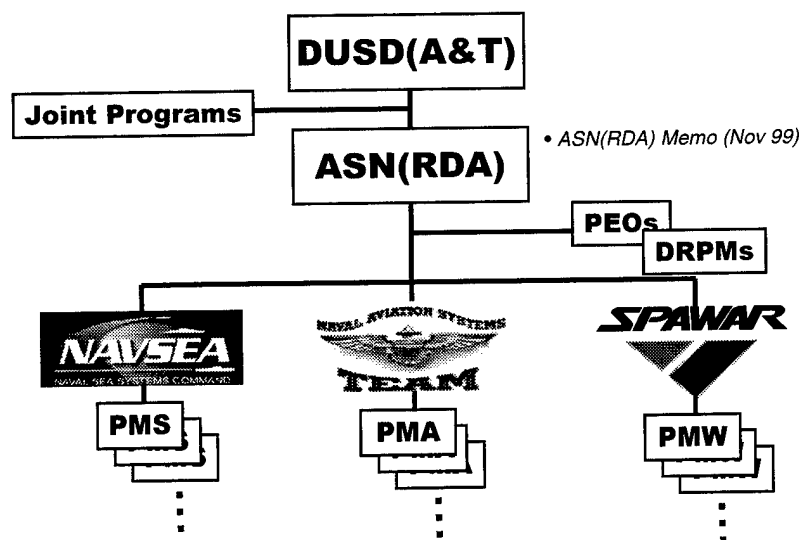 DUSD(A&T)
Joint Programs
ASN(RDA)
• ASN(RDA) Memo (Nov 99)
PEOs
DRPMs
NAVSEA
NAVAL SEA SYSTEMS COMMAND
NAVAL AVIATION SYSTEMS
TEAM
SPAWAR
PMS
PMA
PMW